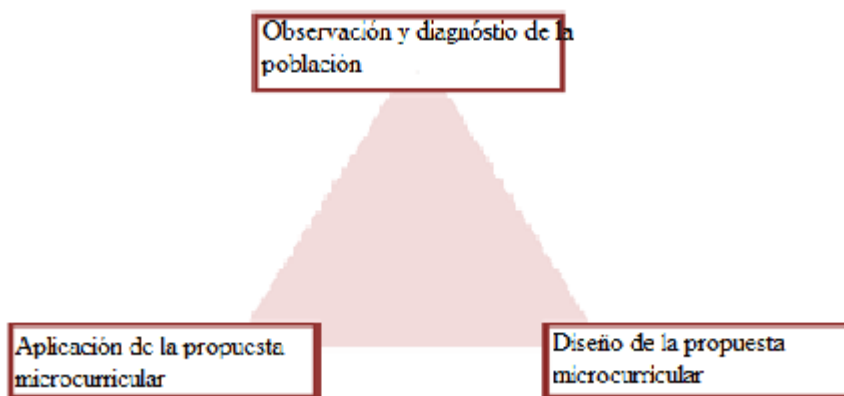 Observación y diagnóstio de la
población
Aplicación de la propuesta
microcurricular
Diseño de la propuesta
microcurricular